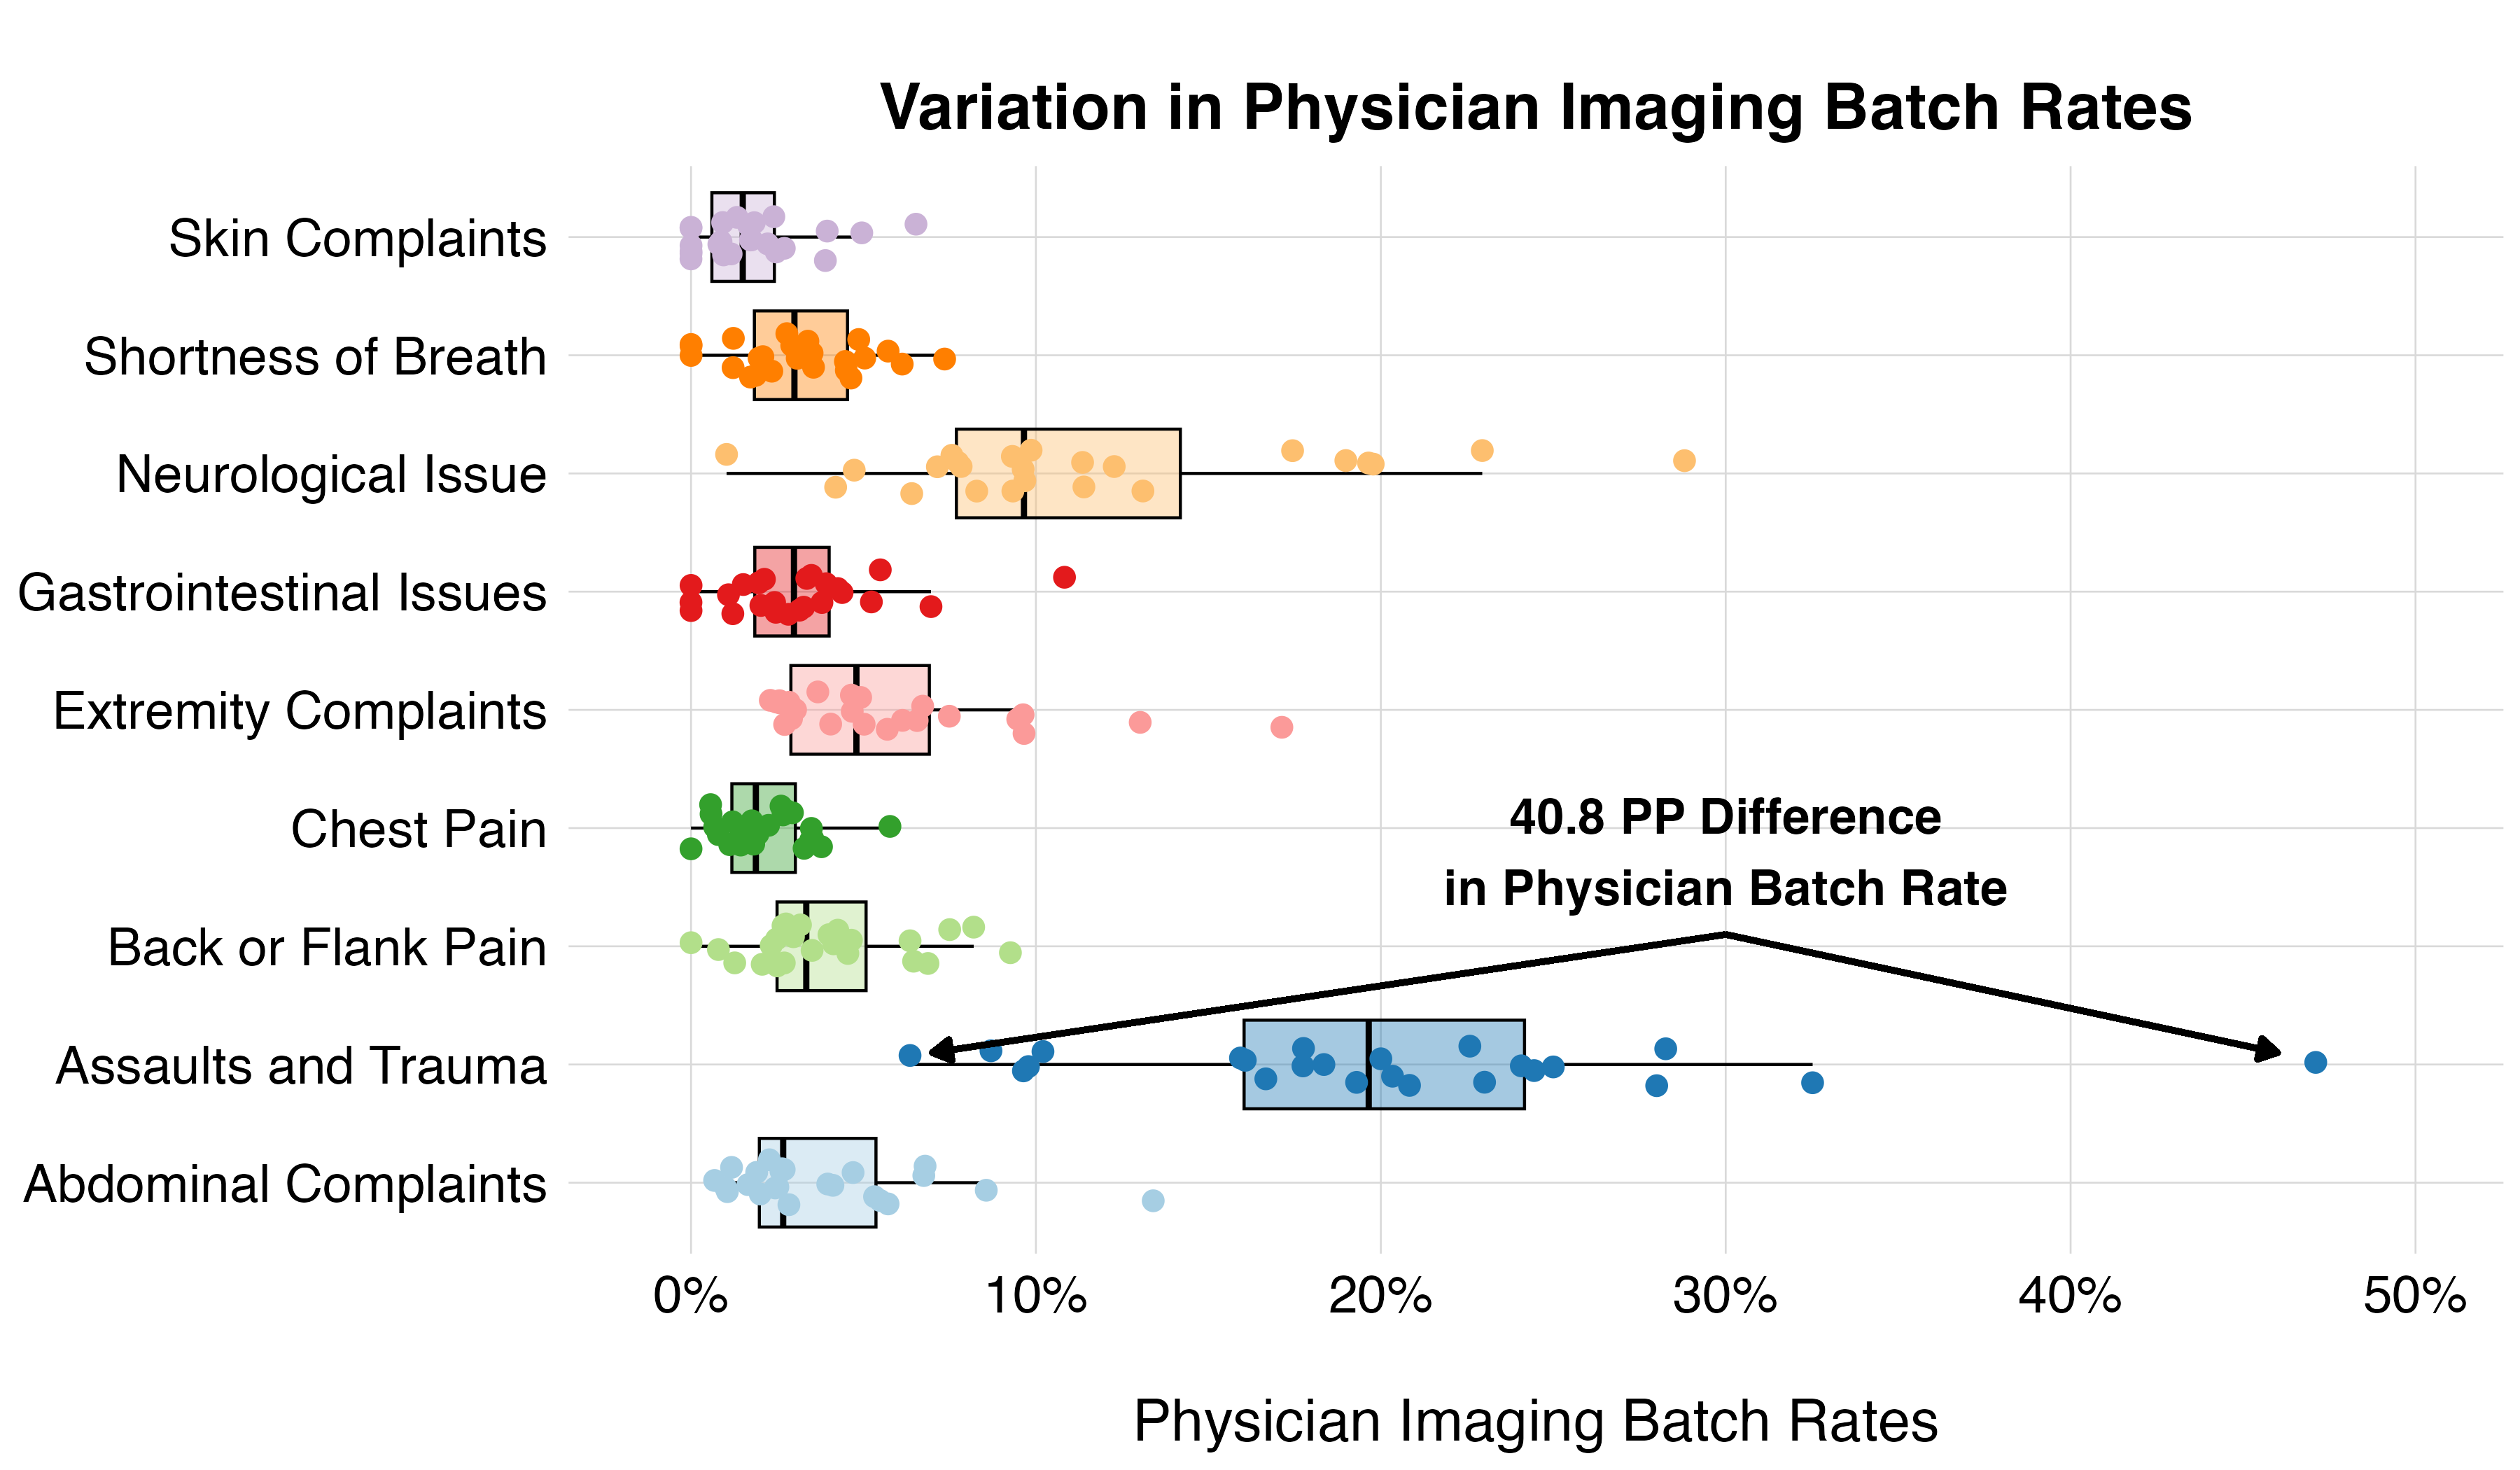 Variation in Physician Imaging Batch Rates
Skin Complaints
Shortness of Breath
Neurological Issue
Gastrointestinal Issues
Extremity Complaints
Chest Pain
40.8 PP Difference
in Physician Batch Rate
Back or Flank Pain
Assaults and Trauma
Abdominal Complaints
0% 10% 20% 30% 40% 50%
Physician Imaging Batch Rates